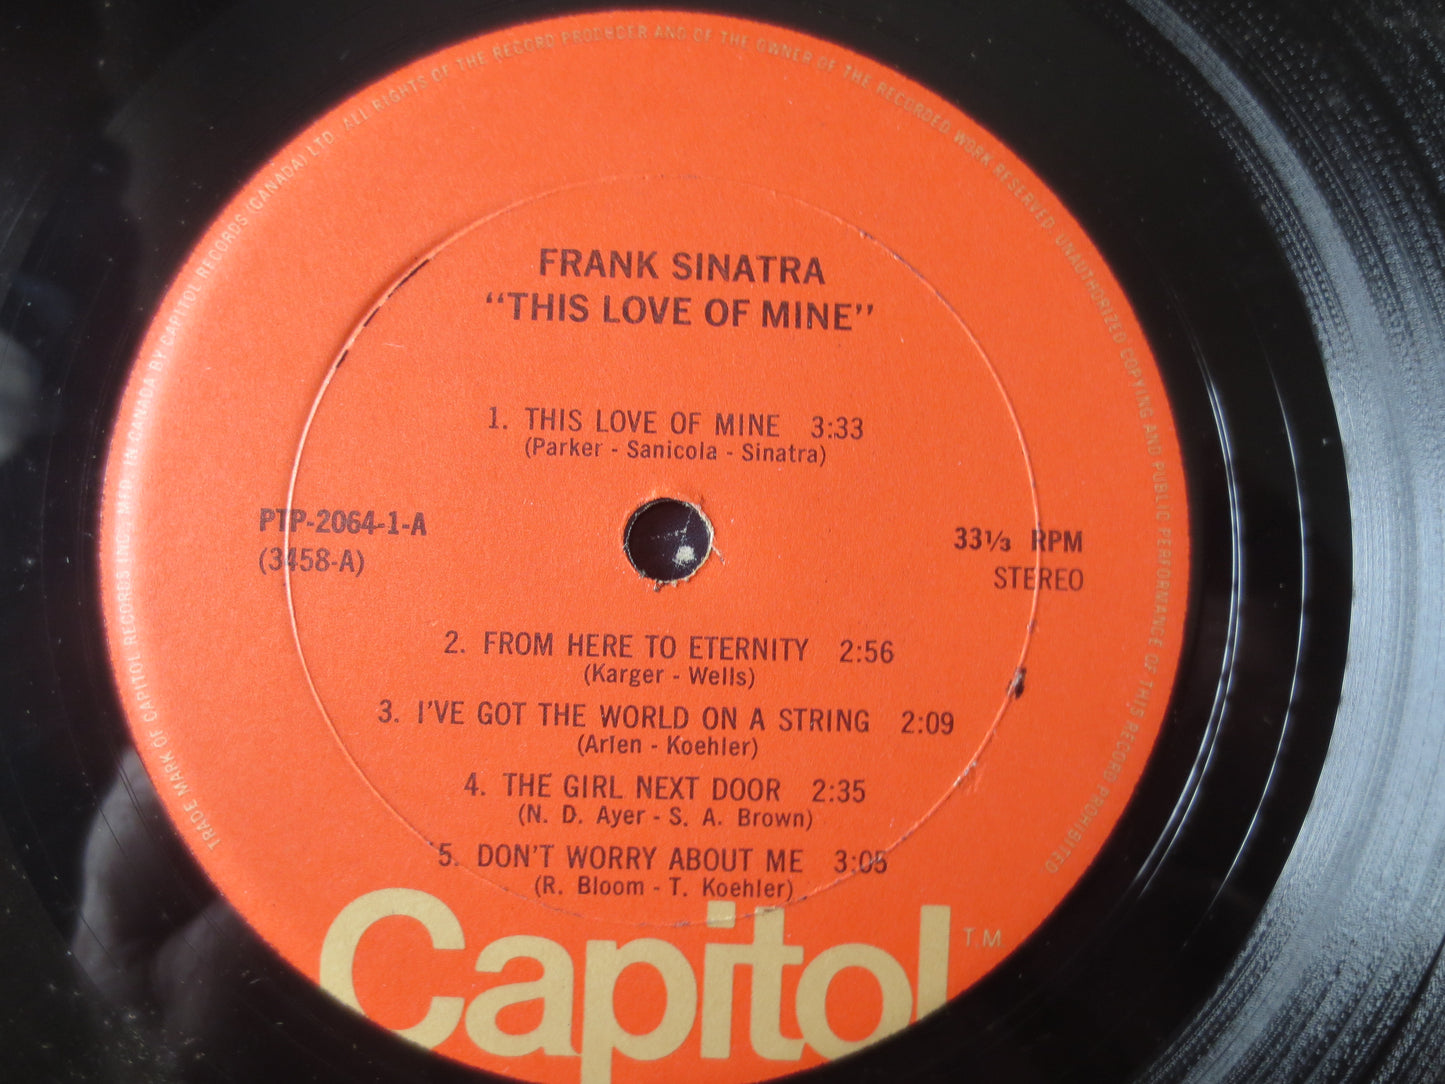 TRADE MARK OF CAPITOL RECORDS INC., MFD. IN CANADA BY CAPITOL RECORDS (CANADA) LTD. ALL RIGHTS OF THE RECORD PRODUCER AND OF THE OWNER OF THE RECORDED WORK RESERVED. UNAUTHORIZED COPYING AND PUBLIC PERFORMANCE OF THIS RECORD PROHIBITED
FRANK SINATRA
"THIS LOVE OF MINE"
1. THIS LOVE OF MINE 3:33
(Parker - Sanicola - Sinatra)
PTP-2064-1-A
(3458-A)
33⅓ RPM
STEREO
2. FROM HERE TO ETERNITY 2:56
(Karger - Wells)
3. I'VE GOT THE WORLD ON A STRING 2:09
(Arlen - Koehler)
4. THE GIRL NEXT DOOR 2:35
(N. D. Ayer - S. A. Brown)
5. DON'T WORRY ABOUT ME 3:05
(R. Bloom - T. Koehler)
Capitol T.M.